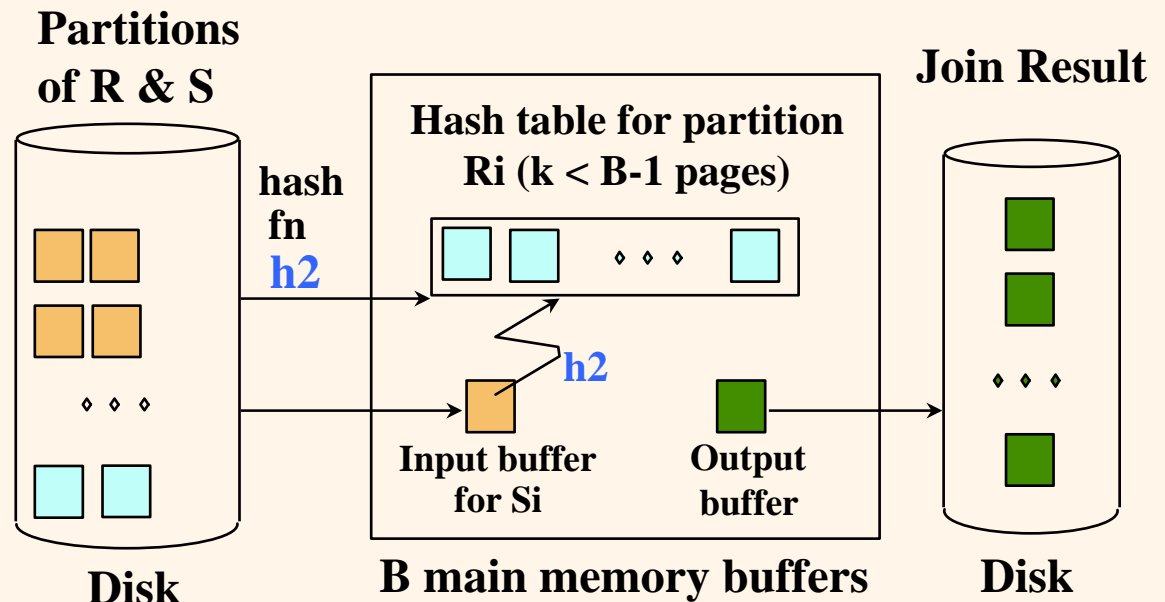 Partitions
of R & S
Join Result
Hash table for partition
Ri (k < B-1 pages)
hash
fn
h2
h2
Input buffer
for Si
Output
buffer
Disk
B main memory buffers
Disk